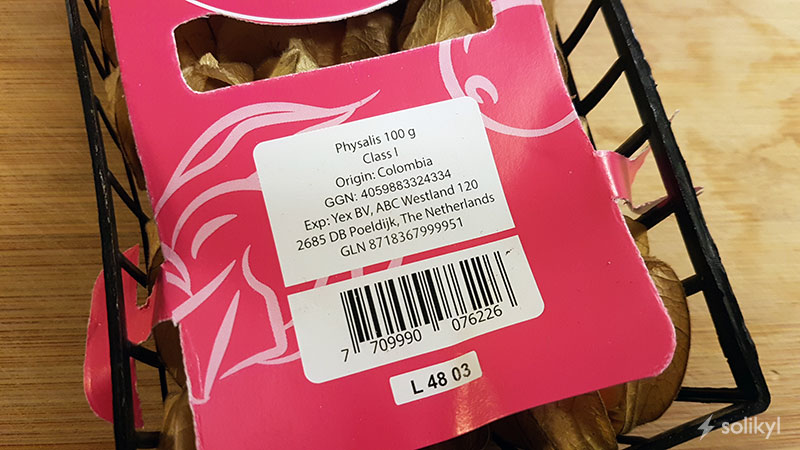 Physalis 100 g
Class I
Origin: Colombia
GGN: 4059883324334
Exp: Yex BV, ABC Westland 120
2685 DB Poeldijk, The Netherlands
GLN 8718367999951
7 709990 076226
L 48 03
solikyl